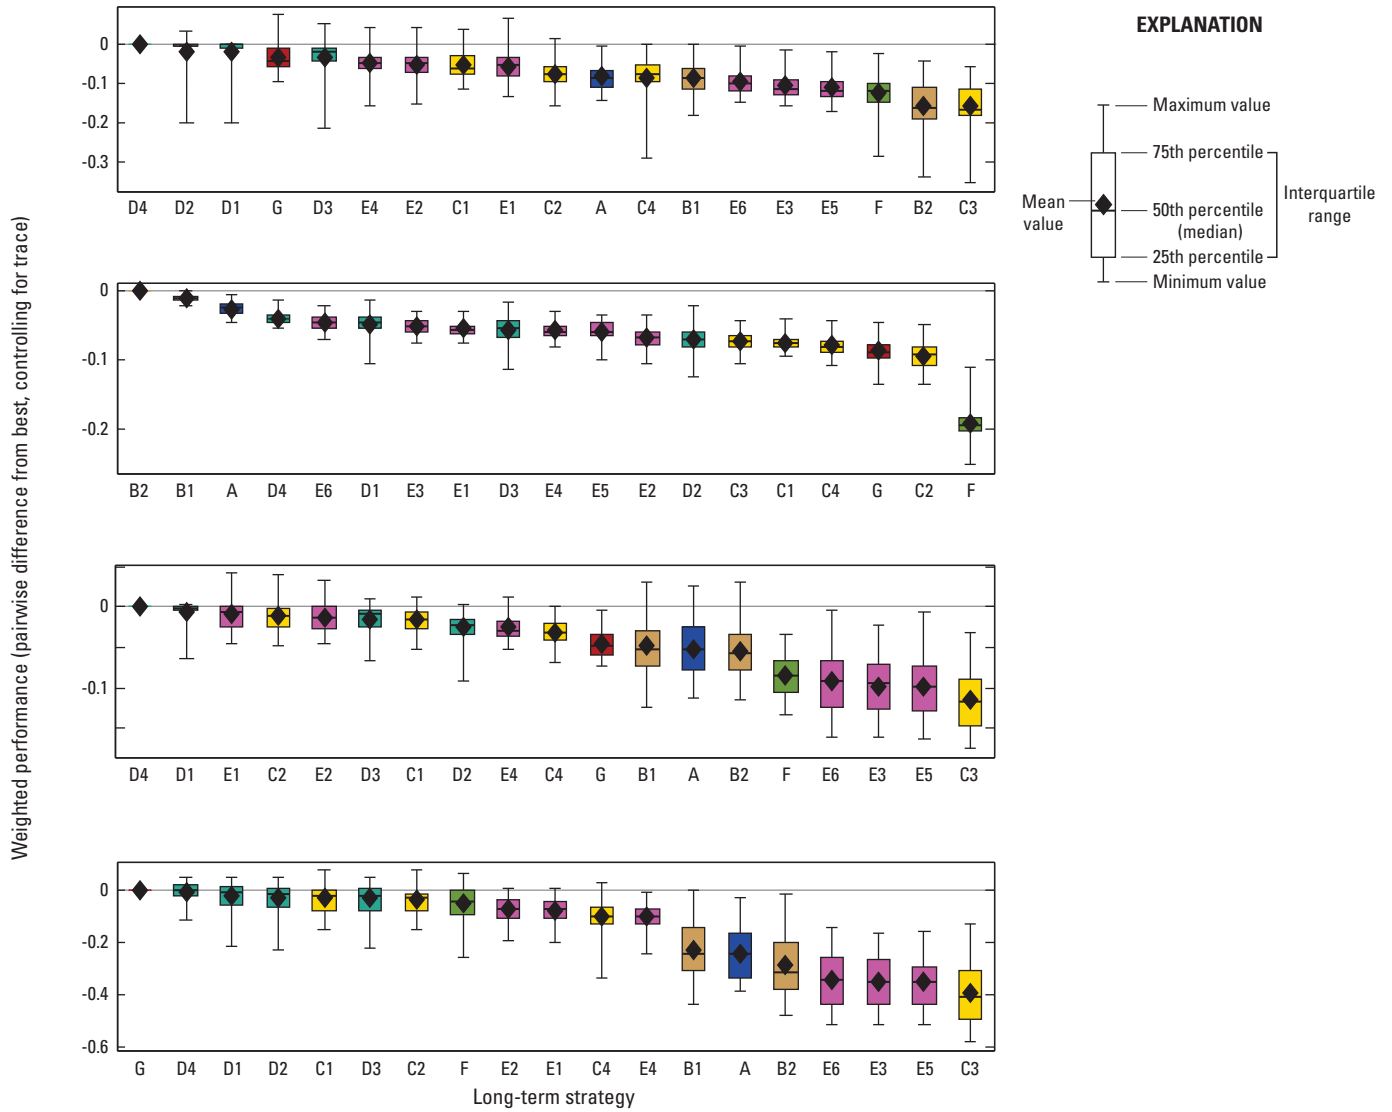 Weighted performance (pairwise difference from best, controlling for trace)
0
-0.1
-0.2
-0.3
D4 D2 D1 G D3 E4 E2 C1 E1 C2 A C4 B1 E6 E3 E5 F B2 C3
0
-0.1
-0.2
B2 B1 A D4 E6 D1 E3 E1 D3 E4 E5 E2 D2 C3 C1 C4 G C2 F
0
-0.1
D4 D1 E1 C2 E2 D3 C1 D2 E4 C4 G B1 A B2 F E6 E3 E5 C3
0
-0.2
-0.4
-0.6
G D4 D1 D2 C1 D3 C2 F E2 E1 C4 E4 B1 A B2 E6 E3 E5 C3
Long-term strategy
EXPLANATION
Maximum value
75th percentile
Mean
value
50th percentile
(median)
Interquartile
range
25th percentile
Minimum value